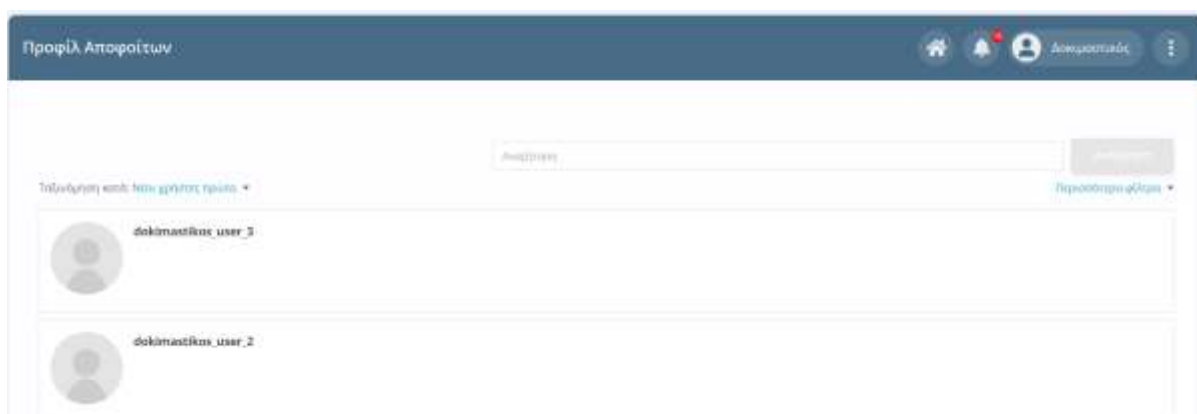 Προφίλ Αποφοίτων
Δοκιμαστικός
Αναζήτηση
Ταξινόμηση κατά: Νέοι χρήστες πρώτα
Περισσότερα φίλτρα
dokimastikos_user_3
dokimastikos_user_2